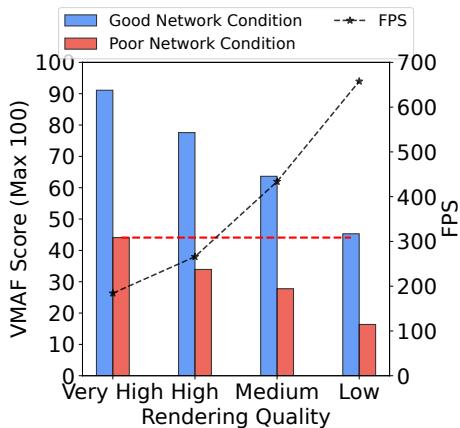 Good Network Condition
Poor Network Condition
FPS
VMAF Score (Max 100)
100
90
80
70
60
50
40
30
20
10
0
700
600
500
400
300
200
100
0
FPS
Very High High Medium Low
Rendering Quality